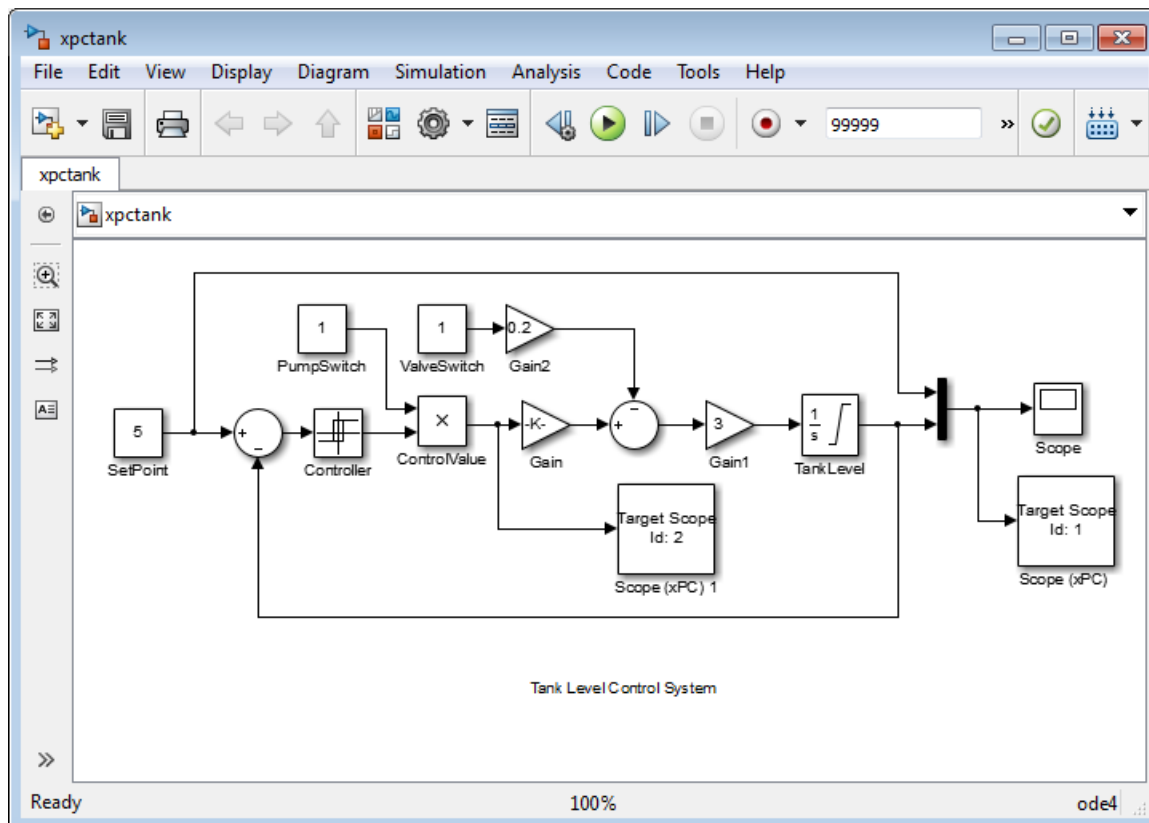 xpctank
File Edit View Display Diagram Simulation Analysis Code Tools Help
99999
xpctank
xpctank
1
PumpSwitch
1
ValveSwitch
0.2
Gain2
5
SetPoint
+
−
Controller
×
ControlValue
-K-
Gain
−
+
3
Gain1
1
s
TankLevel
Scope
Target Scope
Id: 2
Scope (xPC) 1
Target Scope
Id: 1
Scope (xPC)
Tank Level Control System
Ready 100% ode4